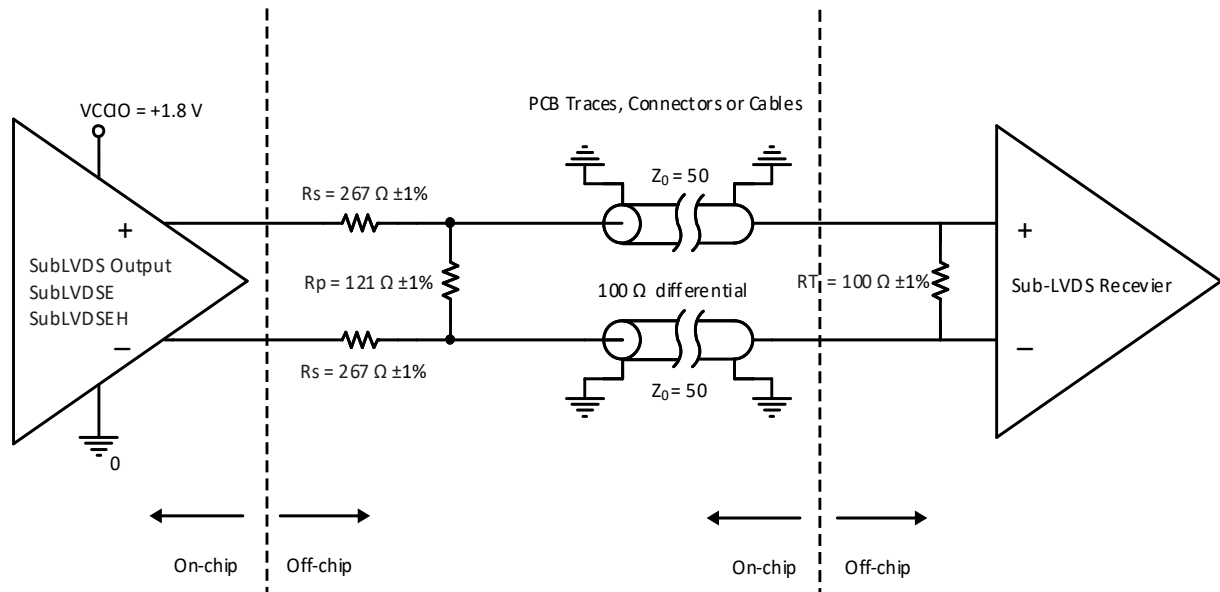 VCCIO = +1.8 V
PCB Traces, Connectors or Cables
Z0 = 50
Rs = 267 Ω ±1%
+
+
SubLVDS Output
SubLVDSE
SubLVDSEH
Rp = 121 Ω ±1%
100 Ω differential
RT = 100 Ω ±1%
Sub-LVDS Recevier
−
−
Rs = 267 Ω ±1%
Z0 = 50
0
On-chip
Off-chip
On-chip
Off-chip